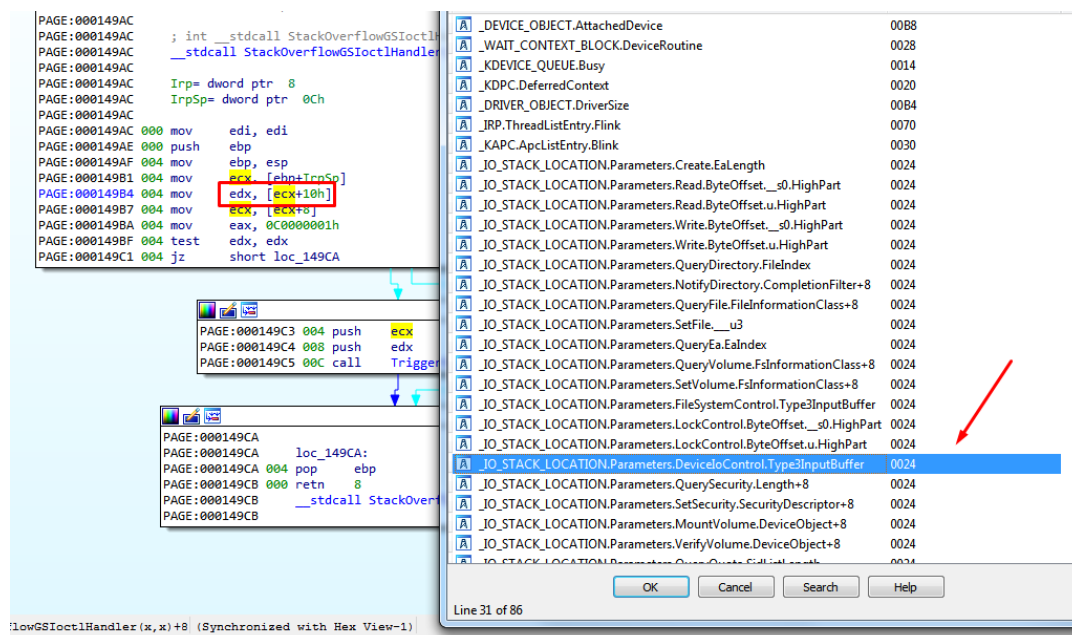 PAGE:000149AC
PAGE:000149AC ; int __stdcall StackOverflowGSIoctlH
PAGE:000149AC __stdcall StackOverflowGSIoctlHandler
PAGE:000149AC
PAGE:000149AC Irp= dword ptr 8
PAGE:000149AC IrpSp= dword ptr 0Ch
PAGE:000149AC
PAGE:000149AC 000 mov edi, edi
PAGE:000149AE 000 push ebp
PAGE:000149AF 004 mov ebp, esp
PAGE:000149B1 004 mov ecx, [ebp+IrpSp]
PAGE:000149B4 004 mov edx, [ecx+10h]
PAGE:000149B7 004 mov ecx, [ecx+8]
PAGE:000149BA 004 mov eax, 0C0000001h
PAGE:000149BF 004 test edx, edx
PAGE:000149C1 004 jz short loc_149CA
PAGE:000149C3 004 push ecx
PAGE:000149C4 008 push edx
PAGE:000149C5 00C call Trigger
PAGE:000149CA
PAGE:000149CA loc_149CA:
PAGE:000149CA 004 pop ebp
PAGE:000149CB 000 retn 8
PAGE:000149CB __stdcall StackOverf
PAGE:000149CB
lowGSIoctlHandler(x,x)+8 (Synchronized with Hex View-1)
_DEVICE_OBJECT.AttachedDevice 00B8
_WAIT_CONTEXT_BLOCK.DeviceRoutine 0028
_KDEVICE_QUEUE.Busy 0014
_KDPC.DeferredContext 0020
_DRIVER_OBJECT.DriverSize 00B4
_IRP.ThreadListEntry.Flink 0070
_KAPC.ApcListEntry.Blink 0030
_IO_STACK_LOCATION.Parameters.Create.EaLength 0024
_IO_STACK_LOCATION.Parameters.Read.ByteOffset.__s0.HighPart 0024
_IO_STACK_LOCATION.Parameters.Read.ByteOffset.u.HighPart 0024
_IO_STACK_LOCATION.Parameters.Write.ByteOffset.__s0.HighPart 0024
_IO_STACK_LOCATION.Parameters.Write.ByteOffset.u.HighPart 0024
_IO_STACK_LOCATION.Parameters.QueryDirectory.FileIndex 0024
_IO_STACK_LOCATION.Parameters.NotifyDirectory.CompletionFilter+8 0024
_IO_STACK_LOCATION.Parameters.QueryFile.FileInformationClass+8 0024
_IO_STACK_LOCATION.Parameters.SetFile.___u3 0024
_IO_STACK_LOCATION.Parameters.QueryEa.EaIndex 0024
_IO_STACK_LOCATION.Parameters.QueryVolume.FsInformationClass+8 0024
_IO_STACK_LOCATION.Parameters.SetVolume.FsInformationClass+8 0024
_IO_STACK_LOCATION.Parameters.FileSystemControl.Type3InputBuffer 0024
_IO_STACK_LOCATION.Parameters.LockControl.ByteOffset.__s0.HighPart 0024
_IO_STACK_LOCATION.Parameters.LockControl.ByteOffset.u.HighPart 0024
_IO_STACK_LOCATION.Parameters.DeviceIoControl.Type3InputBuffer 0024
_IO_STACK_LOCATION.Parameters.QuerySecurity.Length+8 0024
_IO_STACK_LOCATION.Parameters.SetSecurity.SecurityDescriptor+8 0024
_IO_STACK_LOCATION.Parameters.MountVolume.DeviceObject+8 0024
_IO_STACK_LOCATION.Parameters.VerifyVolume.DeviceObject+8 0024
_IO_STACK_LOCATION.Parameters.QueryQuota.SidListLength 0024
OK Cancel Search Help
Line 31 of 86